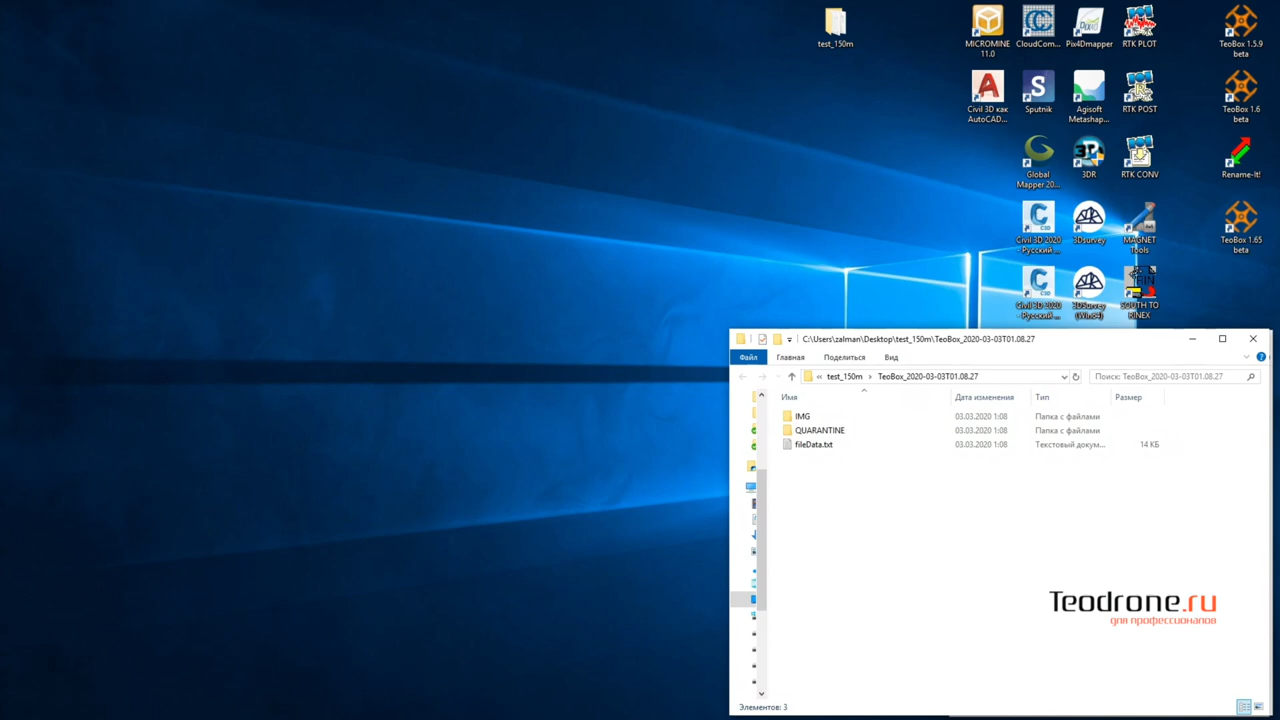 test_150m
MICROMINE
11.0
CloudCom...
Pix4Dmapper
RTK PLOT
TeoBox 1.5.9
beta
Civil 3D как
AutoCAD...
Sputnik
Agisoft
Metashap...
RTK POST
TeoBox 1.6
beta
Global
Mapper 20...
3DR
RTK CONV
Rename-It!
Civil 3D 2020
- Русский ...
3Dsurvey
MAGNET
Tools
TeoBox 1.65
beta
Civil 3D 2020
- Русский ...
3DSurvey
(Win64)
SOUTH TO
RINEX
C:\Users\zalman\Desktop\test_150m\TeoBox_2020-03-03T01.08.27
Файл Главная Поделиться Вид
« test_150m › TeoBox_2020-03-03T01.08.27
Поиск: TeoBox_2020-03-03T01.08.27
Имя Дата изменения Тип Размер
IMG 03.03.2020 1:08 Папка с файлами
QUARANTINE 03.03.2020 1:08 Папка с файлами
fileData.txt 03.03.2020 1:08 Текстовый докум... 14 КБ
Teodrone.ru
для профессионалов
Элементов: 3